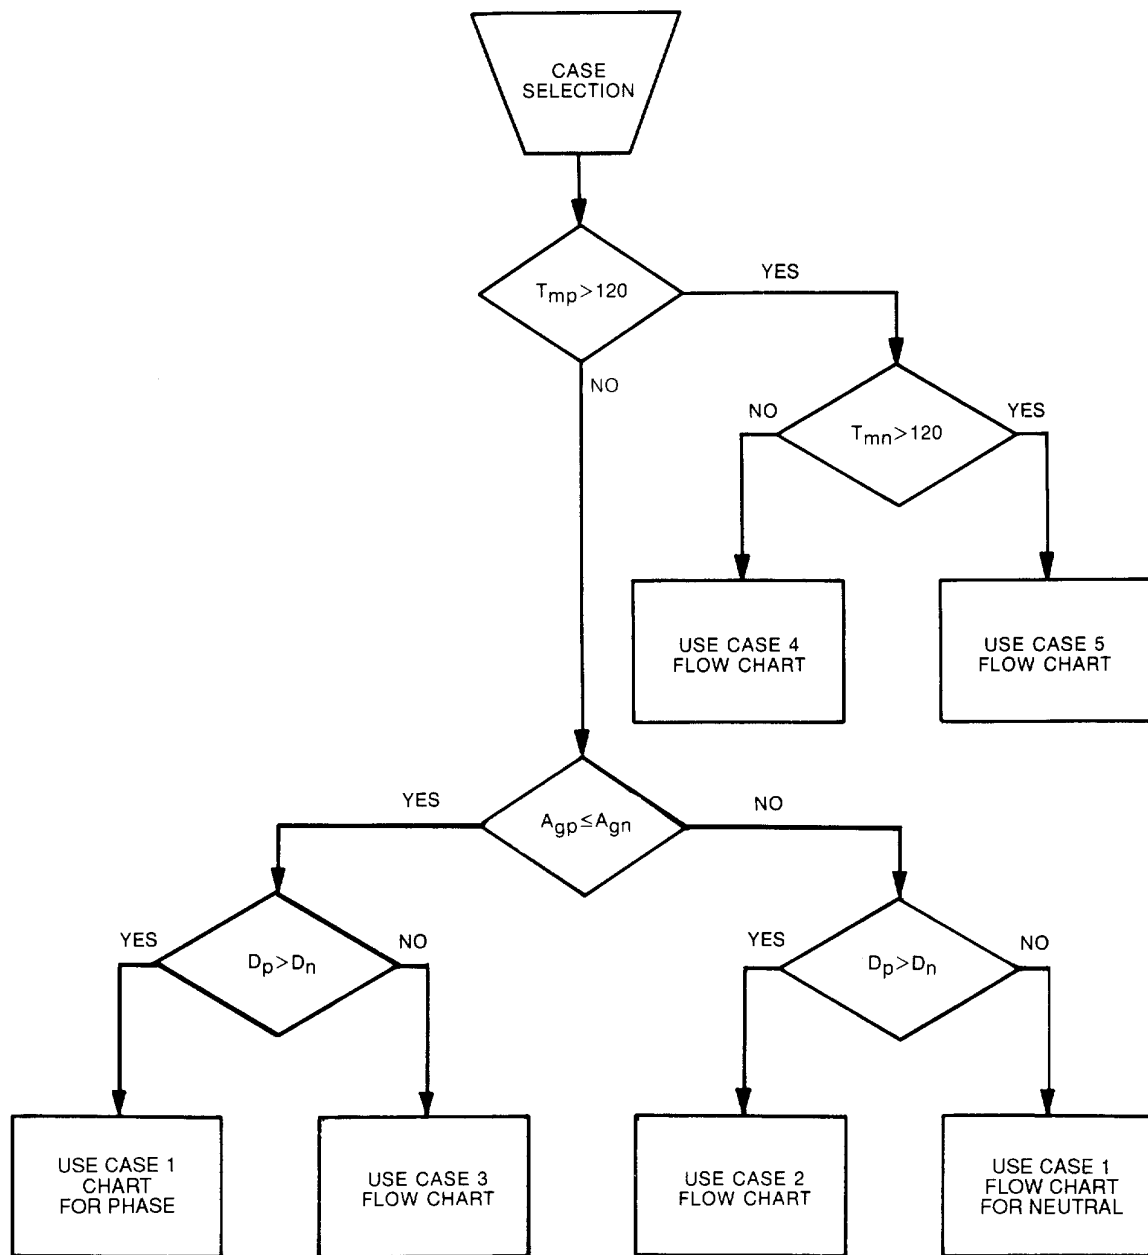 CASE
SELECTION
YES
Tmp>120
NO
NO
YES
Tmn>120
USE CASE 4
FLOW CHART
USE CASE 5
FLOW CHART
YES
NO
Agp≤Agn
YES
NO
Dp>Dn
YES
NO
Dp>Dn
USE CASE 1
CHART
FOR PHASE
USE CASE 3
FLOW CHART
USE CASE 2
FLOW CHART
USE CASE 1
FLOW CHART
FOR NEUTRAL